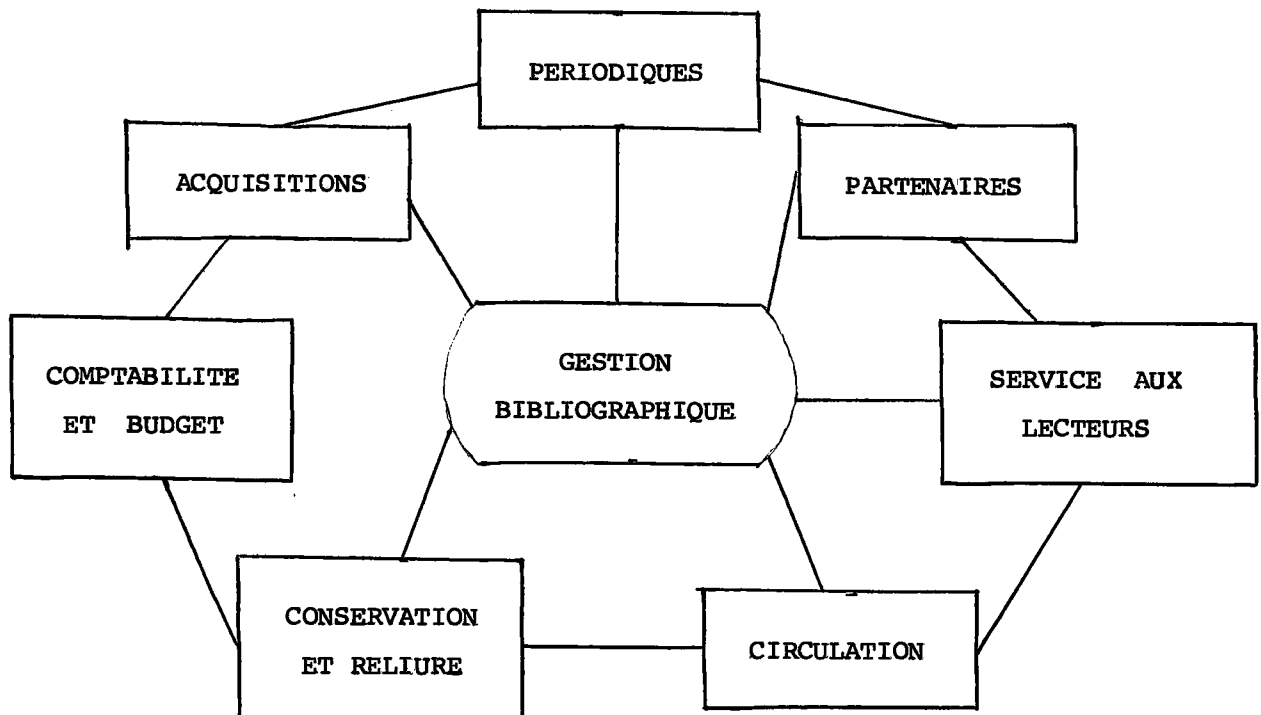 PERIODIQUES
ACQUISITIONS
PARTENAIRES
GESTION
BIBLIOGRAPHIQUE
COMPTABILITE
ET BUDGET
SERVICE AUX
LECTEURS
CONSERVATION
ET RELIURE
CIRCULATION